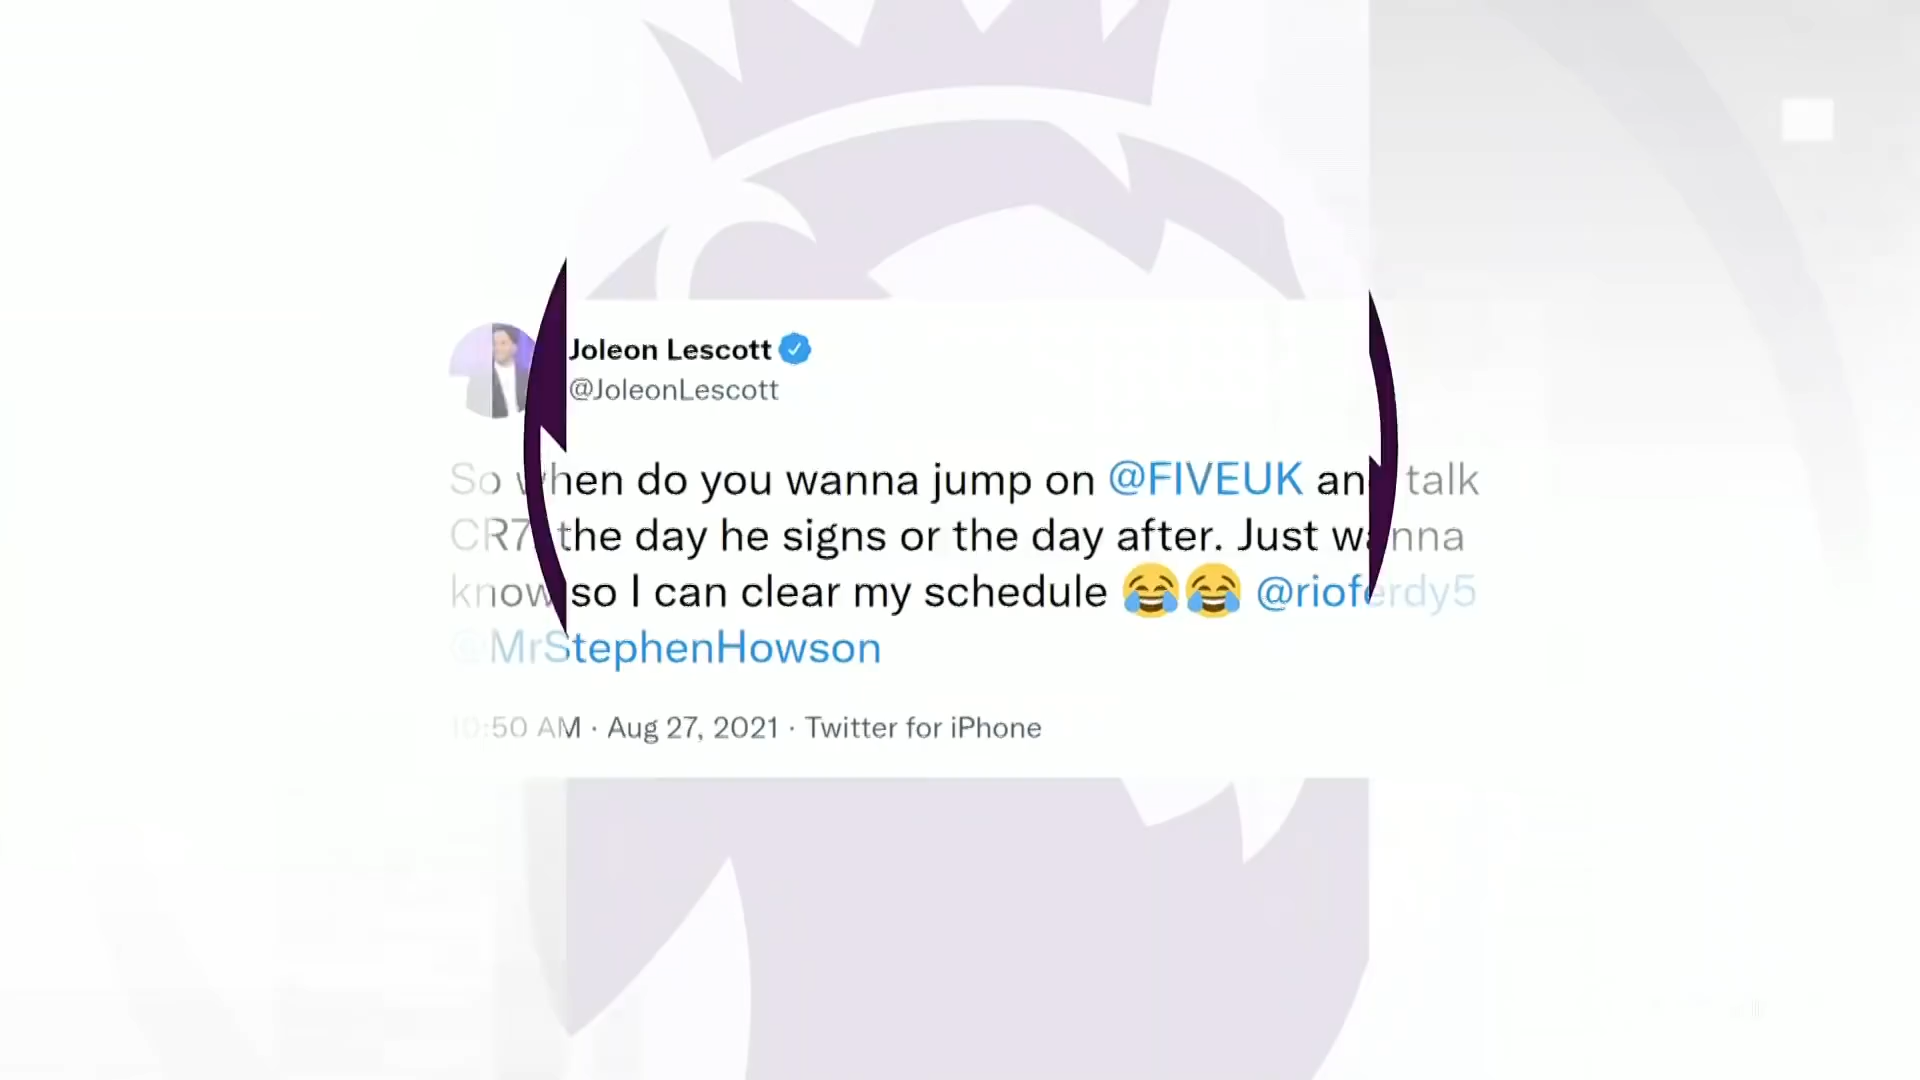 Joleon Lescott
@JoleonLescott
So when do you wanna jump on @FIVEUK and talk
CR7 the day he signs or the day after. Just wanna
know so I can clear my schedule 😂😂 @rioferdy5
@MrStephenHowson
10:50 AM · Aug 27, 2021 · Twitter for iPhone